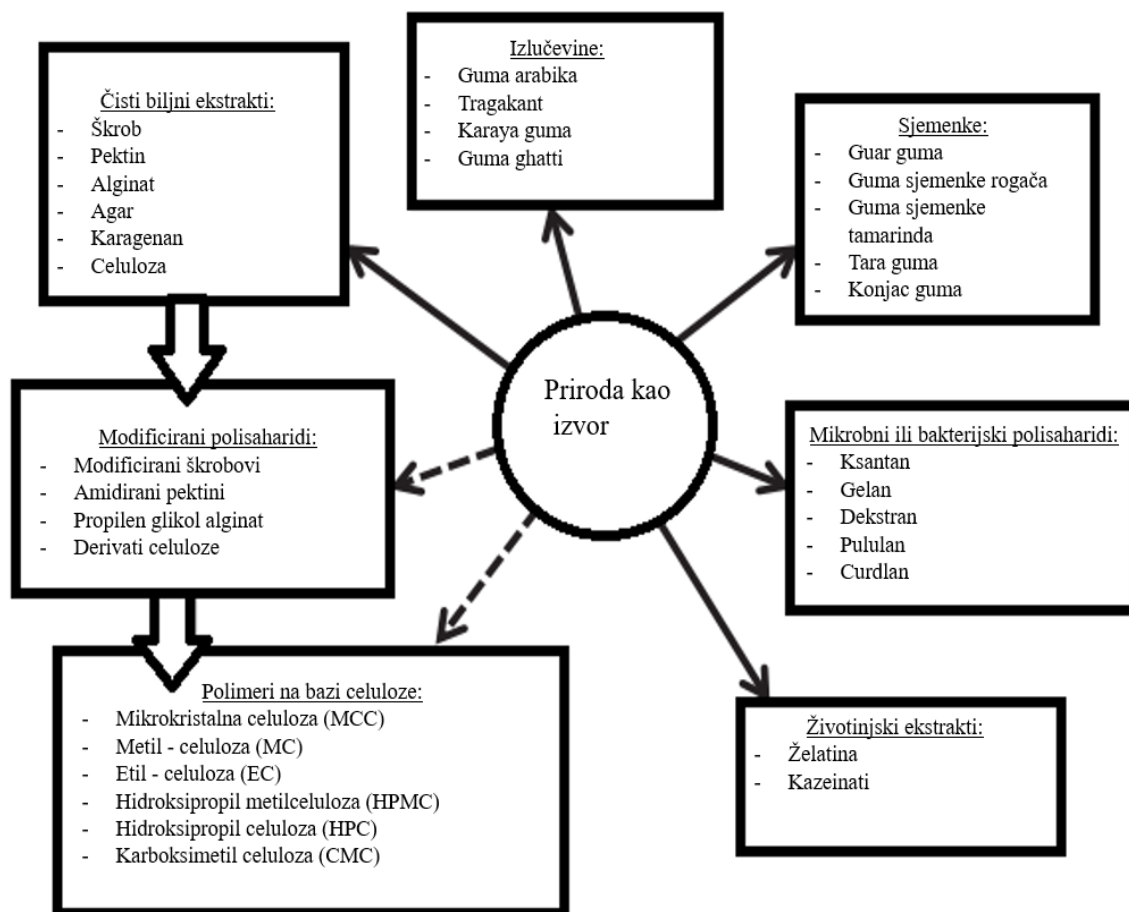 Izlučevine:
- Guma arabika
- Tragakant
- Karaya guma
- Guma ghatti
Čisti biljni ekstrakti:
- Škrob
- Pektin
- Alginat
- Agar
- Karagenan
- Celuloza
Sjemenke:
- Guar guma
- Guma sjemenke rogača
- Guma sjemenke
tamarinda
- Tara guma
- Konjac guma
Priroda kao
izvor
Modificirani polisaharidi:
- Modificirani škrobovi
- Amidirani pektini
- Propilen glikol alginat
- Derivati celuloze
Mikrobni ili bakterijski polisaharidi:
- Ksantan
- Gelan
- Dekstran
- Pululan
- Curdlan
Polimeri na bazi celuloze:
- Mikrokristalna celuloza (MCC)
- Metil - celuloza (MC)
- Etil - celuloza (EC)
- Hidroksipropil metilceluloza (HPMC)
- Hidroksipropil celuloza (HPC)
- Karboksimetil celuloza (CMC)
Životinjski ekstrakti:
- Želatina
- Kazeinati